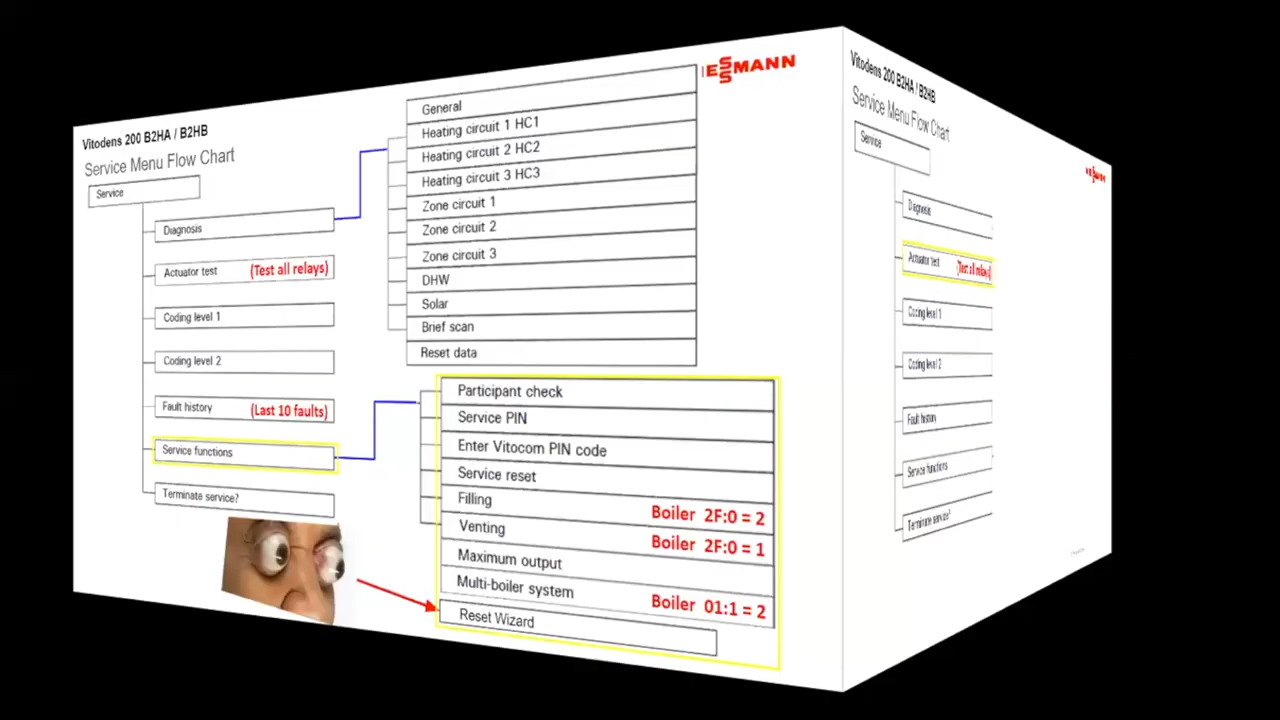 Vitodens 200 B2HA / B2HB
Service Menu Flow Chart
Service
Diagnosis
Actuator test (Test all relays)
Coding level 1
Coding level 2
Fault history (Last 10 faults)
Service functions
Terminate service?
IESSMANN
General
Heating circuit 1 HC1
Heating circuit 2 HC2
Heating circuit 3 HC3
Zone circuit 1
Zone circuit 2
Zone circuit 3
DHW
Solar
Brief scan
Reset data
Participant check
Service PIN
Enter Vitocom PIN code
Service reset
Filling Boiler 2F:0 = 2
Venting Boiler 2F:0 = 1
Maximum output
Multi-boiler system Boiler 01:1 = 2
Reset Wizard
Vitodens 200 B2HA / B2HB
Service Menu Flow Chart
Service
Diagnosis
Actuator test (Test all relays)
Coding level 1
Coding level 2
Fault history
Service functions
Terminate service?